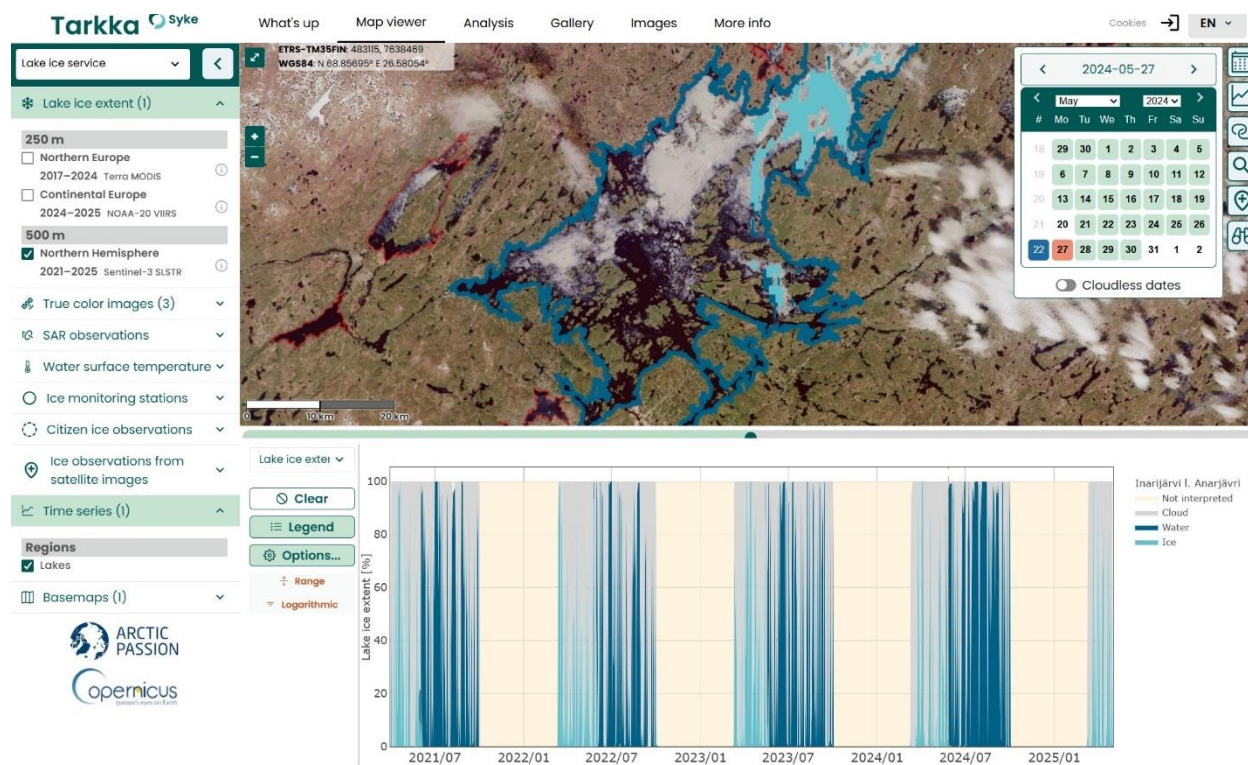 Tarkka Syke
What's up Map viewer Analysis Gallery Images More info
Cookies EN
Lake ice service
Lake ice extent (1)
250 m
Northern Europe
2017–2024 Terra MODIS
Continental Europe
2024–2025 NOAA-20 VIIRS
500 m
Northern Hemisphere
2021–2025 Sentinel-3 SLSTR
True color images (3)
SAR observations
Water surface temperature
Ice monitoring stations
Citizen ice observations
Ice observations from
satellite images
Time series (1)
Regions
Lakes
Basemaps (1)
ARCTIC
PASSION
Copernicus
Europe's eyes on Earth
ETRS-TM35FIN: 483115, 7638469
WGS84: N 68.85695° E 26.58054°
+
−
0 10 km 20 km
2024-05-27
May 2024
# Mo Tu We Th Fr Sa Su
18 29 30 1 2 3 4 5
19 6 7 8 9 10 11 12
20 13 14 15 16 17 18 19
21 20 21 22 23 24 25 26
22 27 28 29 30 31 1 2
Cloudless dates
Lake ice exter
Clear
Legend
Options...
Range
Logarithmic
Lake ice extent [%]
100
80
60
40
20
0
2021/07 2022/01 2022/07 2023/01 2023/07 2024/01 2024/07 2025/01
Inarijärvi l. Anarjävri
Not interpreted
Cloud
Water
Ice